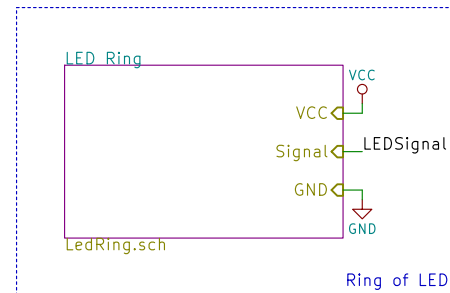 LED Ring
VCC
VCC
Signal
LEDSignal
GND
GND
LedRing.sch
Ring of LED